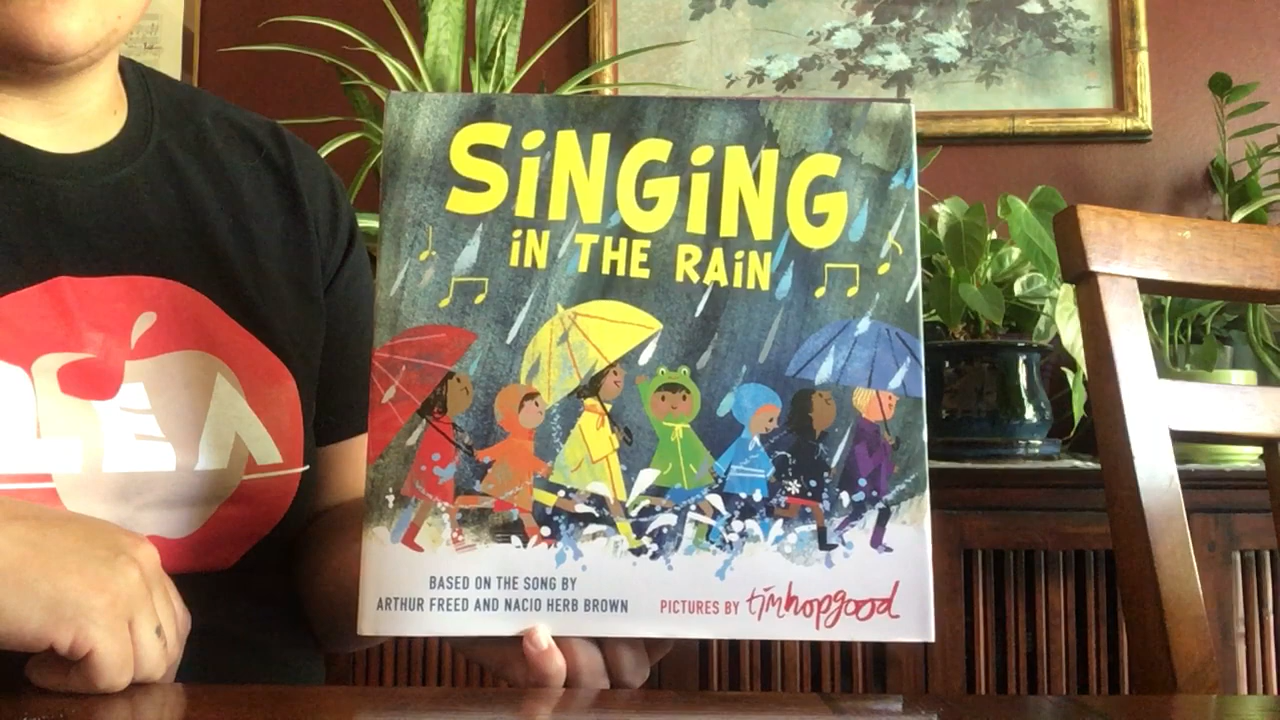 SiNGiNG
iN THE RAiN
BASED ON THE SONG BY
ARTHUR FREED AND NACIO HERB BROWN
PICTURES BY timhopgood